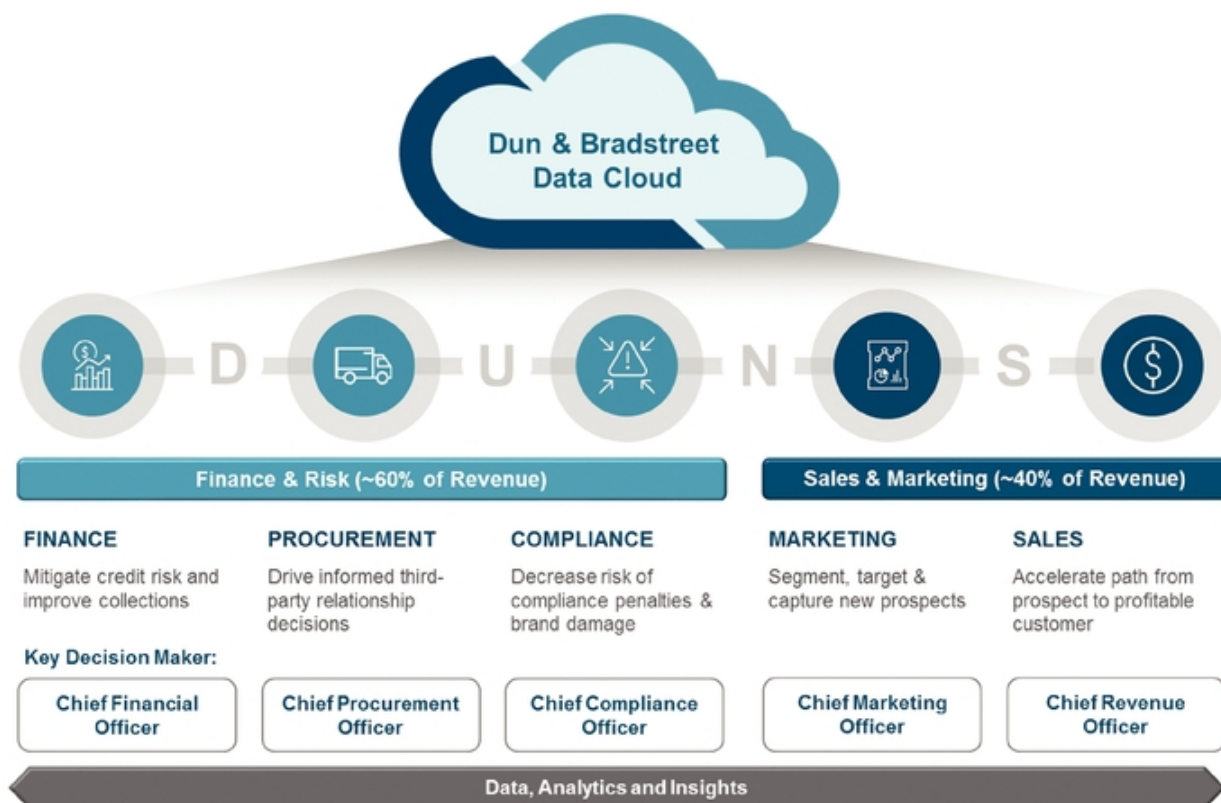 Dun & Bradstreet
Data Cloud
D U N S
Finance & Risk (~60% of Revenue)
Sales & Marketing (~40% of Revenue)
FINANCE
Mitigate credit risk and
improve collections
PROCUREMENT
Drive informed third-
party relationship
decisions
COMPLIANCE
Decrease risk of
compliance penalties &
brand damage
MARKETING
Segment, target &
capture new prospects
SALES
Accelerate path from
prospect to profitable
customer
Key Decision Maker:
Chief Financial
Officer
Chief Procurement
Officer
Chief Compliance
Officer
Chief Marketing
Officer
Chief Revenue
Officer
Data, Analytics and Insights